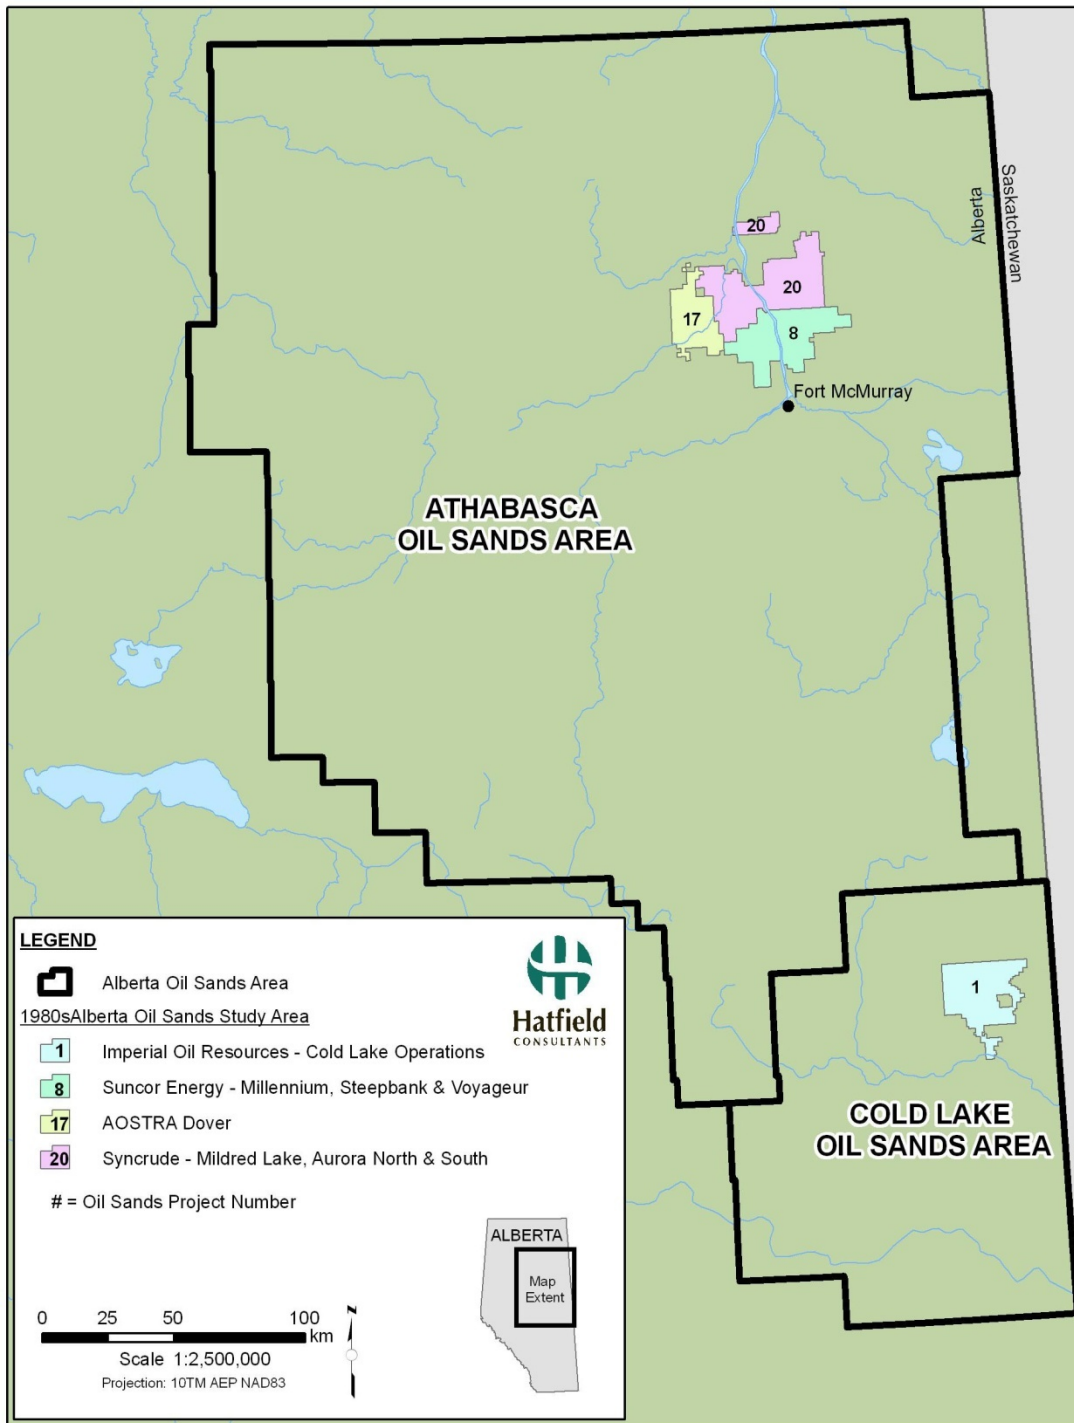 Alberta
Saskatchewan
20
20
17
8
Fort McMurray
ATHABASCA
OIL SANDS AREA
1
COLD LAKE
OIL SANDS AREA
LEGEND
Alberta Oil Sands Area
Hatfield
CONSULTANTS
1980sAlberta Oil Sands Study Area
1 Imperial Oil Resources - Cold Lake Operations
8 Suncor Energy - Millennium, Steepbank & Voyageur
17 AOSTRA Dover
20 Syncrude - Mildred Lake, Aurora North & South
# = Oil Sands Project Number
ALBERTA
Map
Extent
0 25 50 100
km
N
Scale 1:2,500,000
Projection: 10TM AEP NAD83